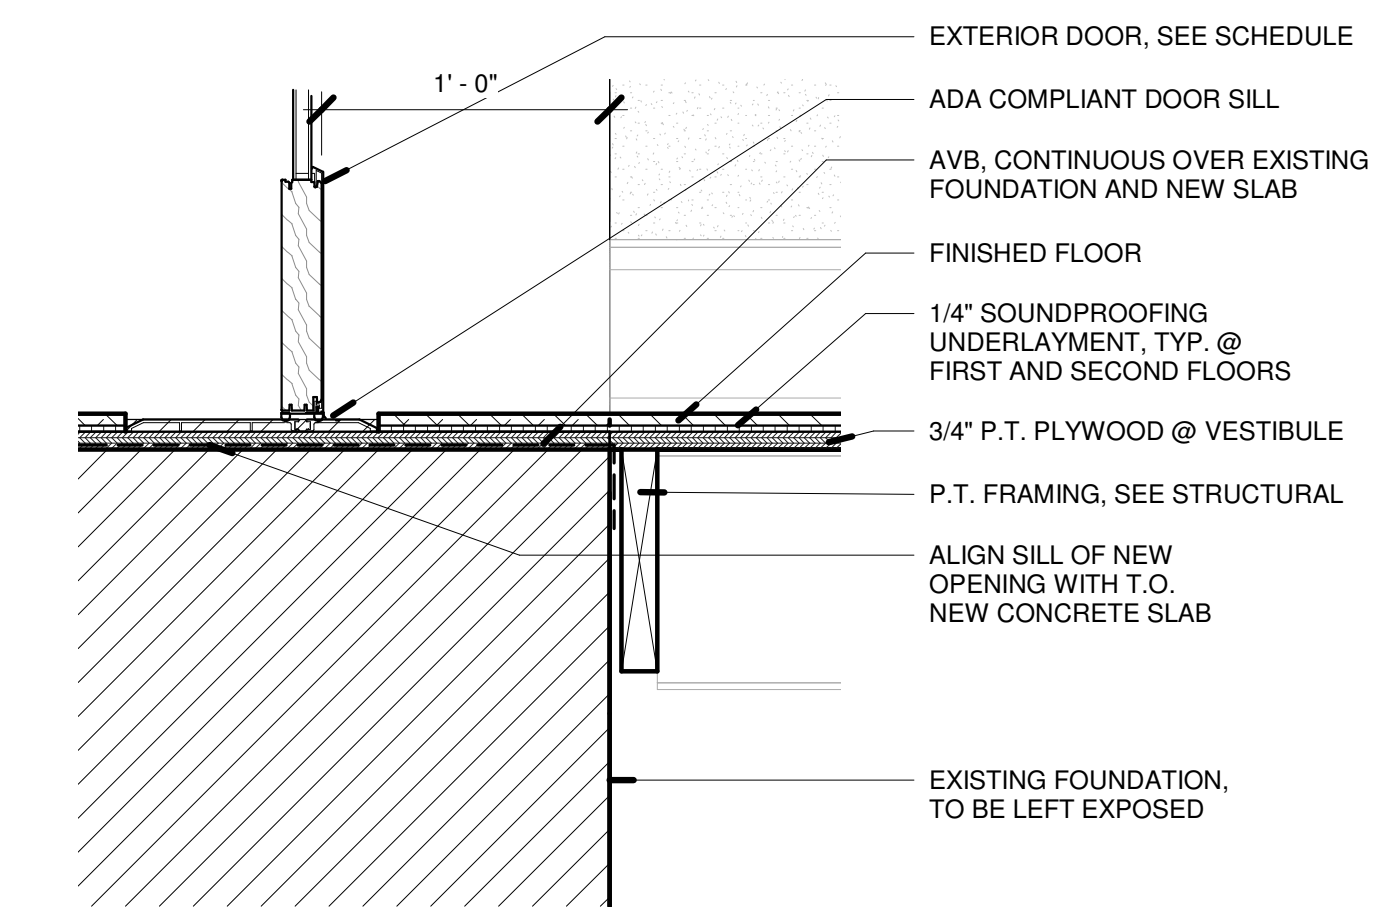 EXTERIOR DOOR, SEE SCHEDULE
1' - 0"
ADA COMPLIANT DOOR SILL
AVB, CONTINUOUS OVER EXISTING
FOUNDATION AND NEW SLAB
FINISHED FLOOR
1/4" SOUNDPROOFING
UNDERLAYMENT, TYP. @
FIRST AND SECOND FLOORS
3/4" P.T. PLYWOOD @ VESTIBULE
P.T. FRAMING, SEE STRUCTURAL
ALIGN SILL OF NEW
OPENING WITH T.O.
NEW CONCRETE SLAB
EXISTING FOUNDATION,
TO BE LEFT EXPOSED